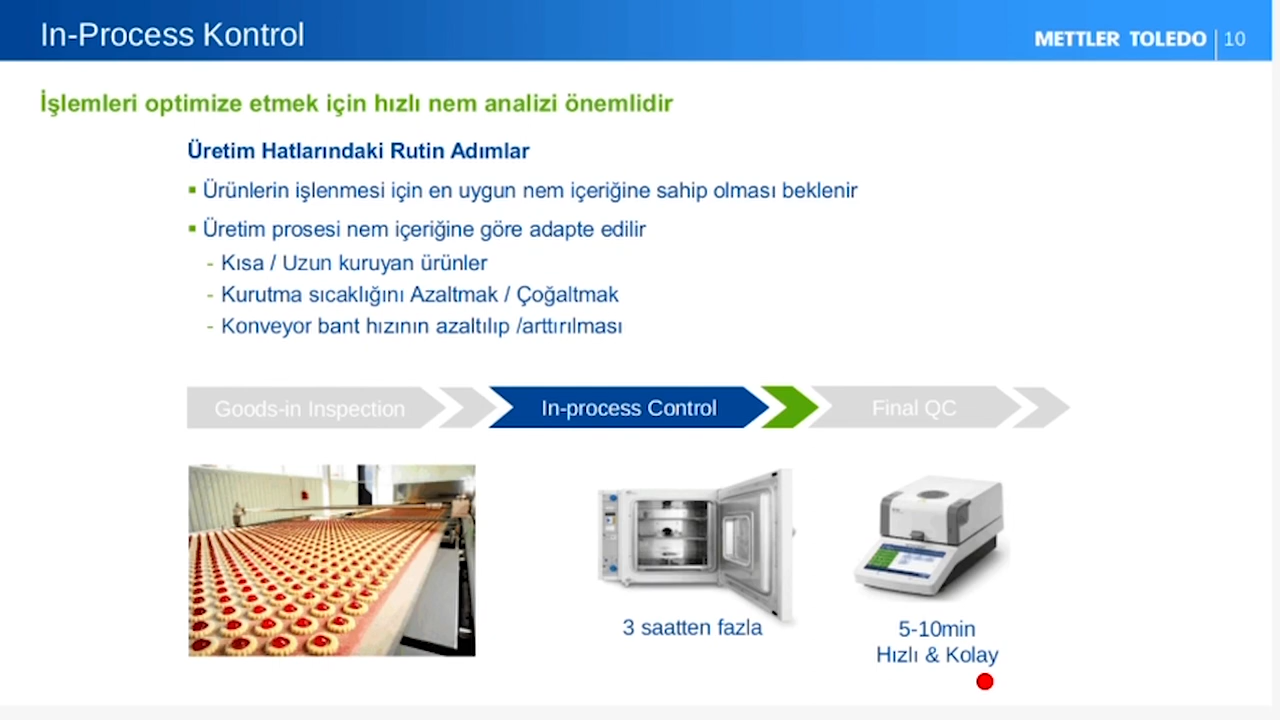 In-Process Kontrol
METTLER TOLEDO | 10
İşlemleri optimize etmek için hızlı nem analizi önemlidir
Üretim Hatlarındaki Rutin Adımlar
▪ Ürünlerin işlenmesi için en uygun nem içeriğine sahip olması beklenir
▪ Üretim prosesi nem içeriğine göre adapte edilir
- Kısa / Uzun kuruyan ürünler
- Kurutma sıcaklığını Azaltmak / Çoğaltmak
- Konveyor bant hızının azaltılıp /arttırılması
Goods-in Inspection
In-process Control
Final QC
3 saatten fazla
5-10min
Hızlı & Kolay